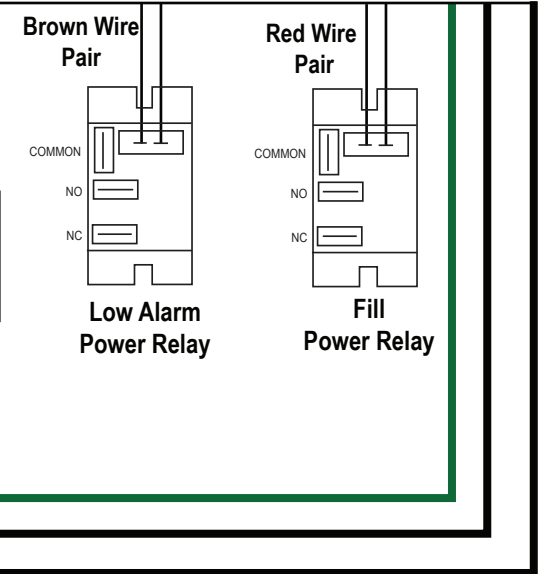 Brown Wire
Pair
Red Wire
Pair
COMMON
NO
NC
COMMON
NO
NC
Low Alarm
Power Relay
Fill
Power Relay